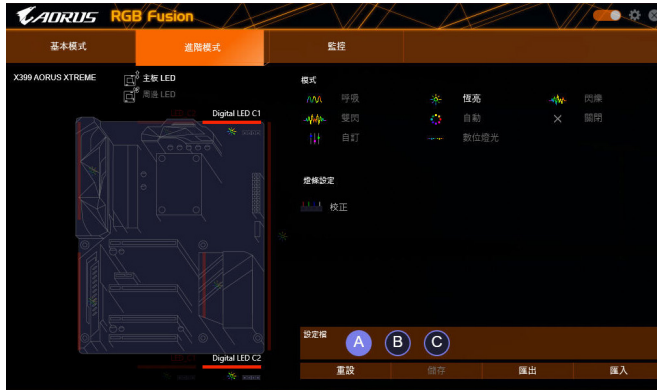 AORUS RGB Fusion
基本模式 進階模式 監控
X399 AORUS XTREME
主板 LED
周邊 LED
Digital LED C1
Digital LED C2
模式
呼吸 恆亮 閃爍
雙閃 自動 關閉
自訂 數位燈光
燈條設定
校正
設定檔 A B C
重設 儲存 匯出 匯入